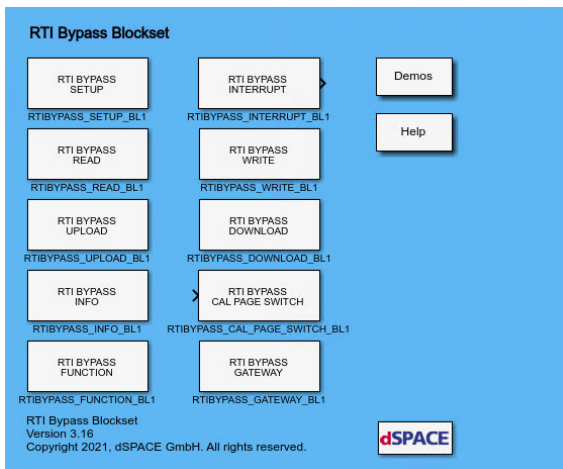 RTI Bypass Blockset
RTI BYPASS
SETUP
RTIBYPASS_SETUP_BL1
RTI BYPASS
INTERRUPT
RTIBYPASS_INTERRUPT_BL1
Demos
Help
RTI BYPASS
READ
RTIBYPASS_READ_BL1
RTI BYPASS
WRITE
RTIBYPASS_WRITE_BL1
RTI BYPASS
UPLOAD
RTIBYPASS_UPLOAD_BL1
RTI BYPASS
DOWNLOAD
RTIBYPASS_DOWNLOAD_BL1
RTI BYPASS
INFO
RTIBYPASS_INFO_BL1
RTI BYPASS
CAL PAGE SWITCH
RTIBYPASS_CAL_PAGE_SWITCH_BL1
RTI BYPASS
FUNCTION
RTIBYPASS_FUNCTION_BL1
RTI BYPASS
GATEWAY
RTIBYPASS_GATEWAY_BL1
RTI Bypass Blockset
Version 3.16
Copyright 2021, dSPACE GmbH. All rights reserved.
dSPACE